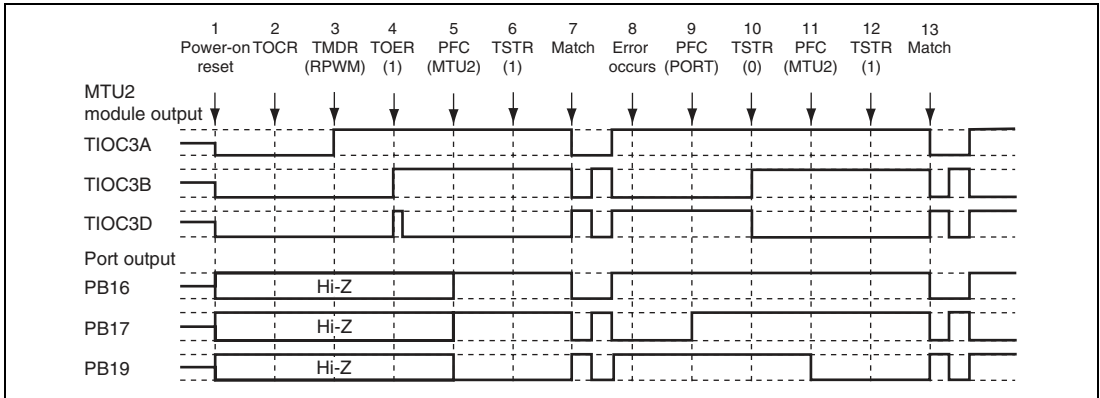 1 2 3 4 5 6 7 8 9 10 11 12 13
Power-on TOCR TMDR TOER PFC TSTR Match Error PFC TSTR PFC TSTR Match
reset (RPWM) (1) (MTU2) (1) occurs (PORT) (0) (MTU2) (1)
MTU2
module output
TIOC3A
TIOC3B
TIOC3D
Port output
PB16 Hi-Z
PB17 Hi-Z
PB19 Hi-Z